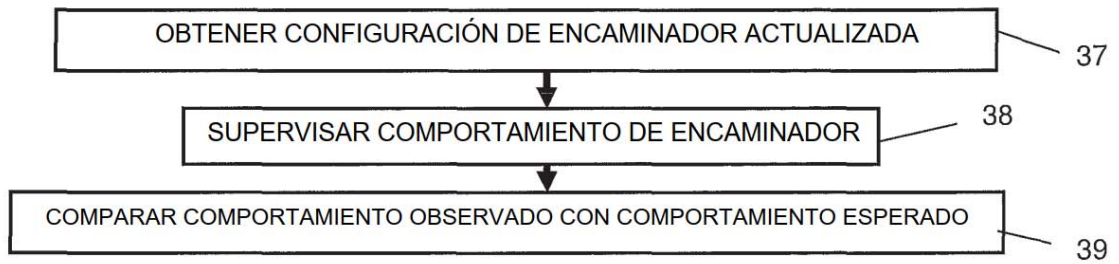 OBTENER CONFIGURACIÓN DE ENCAMINADOR ACTUALIZADA
37
SUPERVISAR COMPORTAMIENTO DE ENCAMINADOR
38
COMPARAR COMPORTAMIENTO OBSERVADO CON COMPORTAMIENTO ESPERADO
39